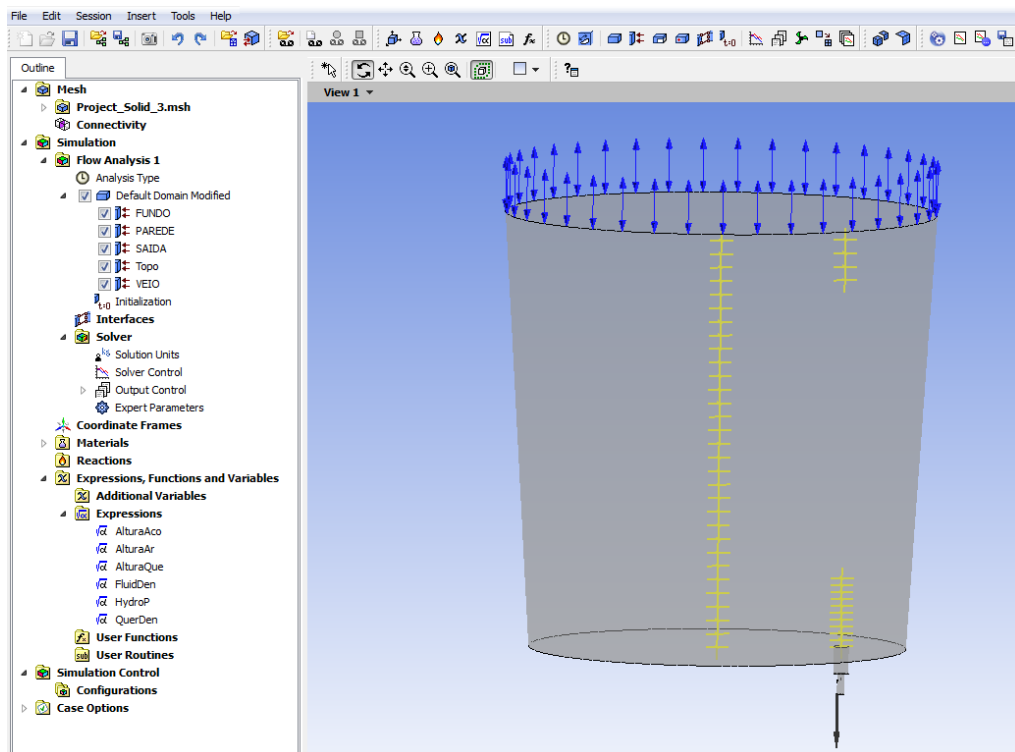 File Edit Session Insert Tools Help
Outline
View 1
Mesh
Project_Solid_3.msh
Connectivity
Simulation
Flow Analysis 1
Analysis Type
Default Domain Modified
FUNDO
PAREDE
SAIDA
Topo
VEIO
t=0 Initialization
Interfaces
Solver
Solution Units
Solver Control
Output Control
Expert Parameters
Coordinate Frames
Materials
Reactions
Expressions, Functions and Variables
Additional Variables
Expressions
AlturaAco
AlturaAr
AlturaQue
FluidDen
HydroP
QuerDen
User Functions
User Routines
Simulation Control
Configurations
Case Options